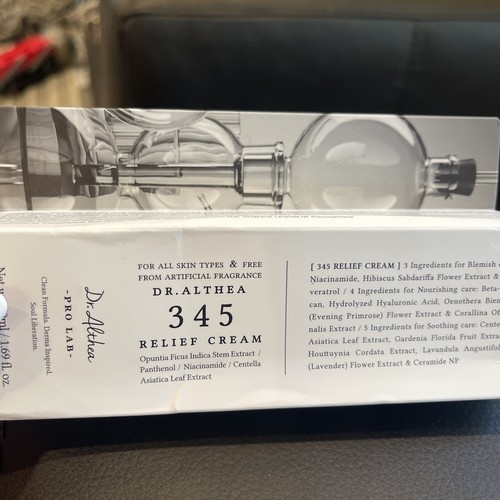 FOR ALL SKIN TYPES & FREE
FROM ARTIFICIAL FRAGRANCE
DR.ALTHEA
345
RELIEF CREAM
Opuntia Ficus Indica Stem Extract /
Panthenol / Niacinamide / Centella
Asiatica Leaf Extract
[ 345 RELIEF CREAM ] 3 Ingredients for Blemish
Niacinamide, Hibiscus Sabdariffa Flower Extract &
veratrol / 4 Ingredients for Nourishing care: Beta-
can, Hydrolyzed Hyaluronic Acid, Oenothera Bien
(Evening Primrose) Flower Extract & Corallina Of
nalis Extract / 5 Ingredients for Soothing care: Cente
Asiatica Leaf Extract, Gardenia Florida Fruit Extra
Houttuynia Cordata Extract, Lavandula Angustifol
(Lavender) Flower Extract & Ceramide NP
Dr.Althea
-PRO LAB-
Clean Formula. Derma Inspired.
Soul Liberation.
Net 1.69 fl. oz.